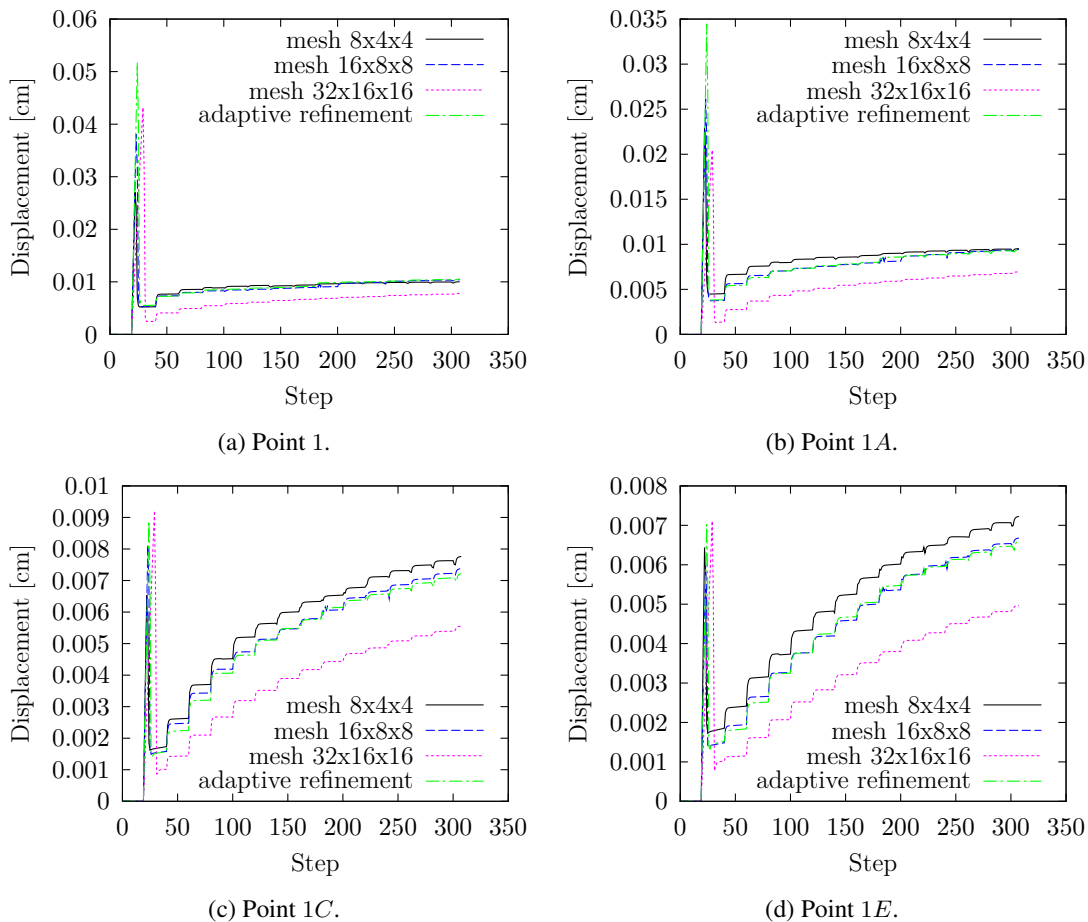 0.06
0.05
0.04
0.03
0.02
0.01
0
Displacement [cm]
mesh 8x4x4
mesh 16x8x8
mesh 32x16x16
adaptive refinement
0 50 100 150 200 250 300 350
Step
(a) Point 1.
0.035
0.03
0.025
0.02
0.015
0.01
0.005
0
Displacement [cm]
mesh 8x4x4
mesh 16x8x8
mesh 32x16x16
adaptive refinement
0 50 100 150 200 250 300 350
Step
(b) Point 1A.
0.01
0.009
0.008
0.007
0.006
0.005
0.004
0.003
0.002
0.001
0
Displacement [cm]
mesh 8x4x4
mesh 16x8x8
mesh 32x16x16
adaptive refinement
0 50 100 150 200 250 300 350
Step
(c) Point 1C.
0.008
0.007
0.006
0.005
0.004
0.003
0.002
0.001
0
Displacement [cm]
mesh 8x4x4
mesh 16x8x8
mesh 32x16x16
adaptive refinement
0 50 100 150 200 250 300 350
Step
(d) Point 1E.